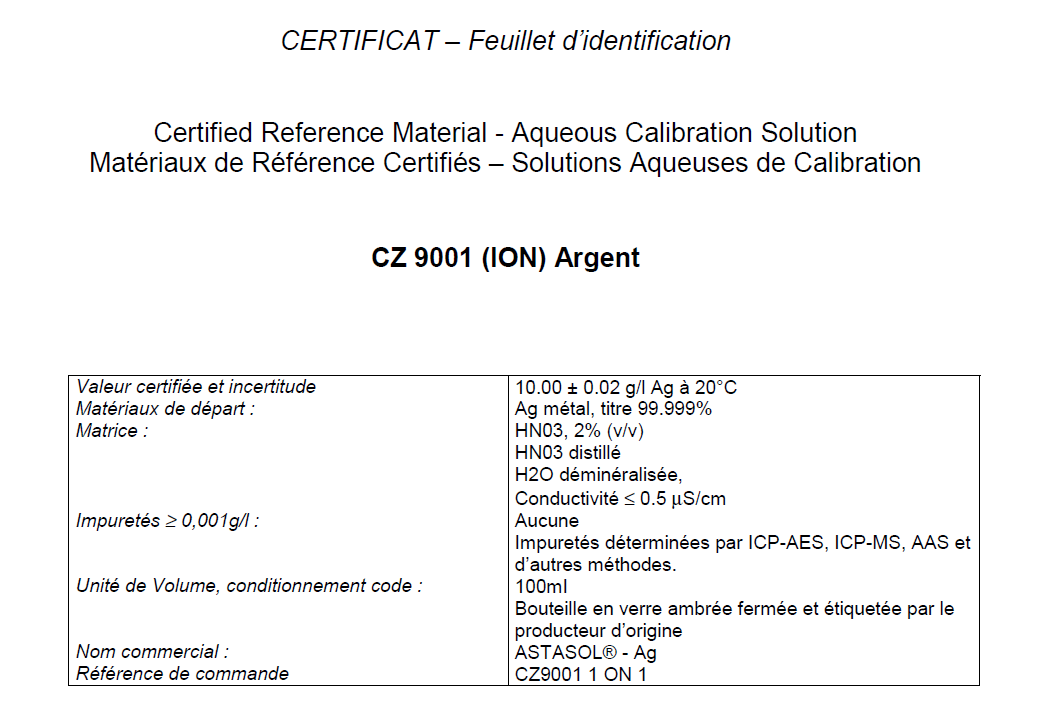 CERTIFICAT – Feuillet d’identification
Certified Reference Material - Aqueous Calibration Solution
Matériaux de Référence Certifiés – Solutions Aqueuses de Calibration
CZ 9001 (ION) Argent
Valeur certifiée et incertitude 10.00 ± 0.02 g/l Ag à 20°C
Matériaux de départ : Ag métal, titre 99.999%
Matrice : HN03, 2% (v/v)
HN03 distillé
H2O déminéralisée,
Conductivité ≤ 0.5 µS/cm
Impuretés ≥ 0,001g/l : Aucune
Impuretés déterminées par ICP-AES, ICP-MS, AAS et
d’autres méthodes.
Unité de Volume, conditionnement code : 100ml
Bouteille en verre ambrée fermée et étiquetée par le
producteur d’origine
Nom commercial : ASTASOL® - Ag
Référence de commande CZ9001 1 ON 1